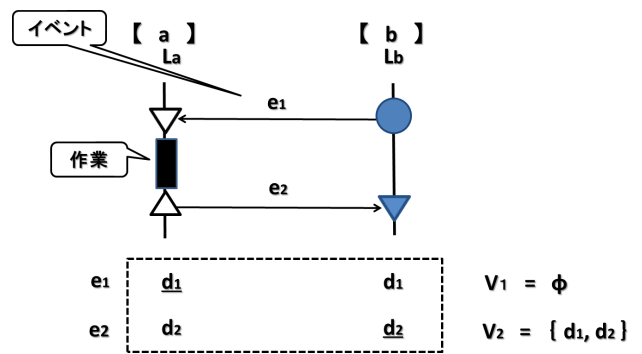 イベント
【 a 】 【 b 】
La Lb
e1
作業
e2
e1 d1 d1 V1 = ϕ
e2 d2 d2 V2 = { d1, d2 }